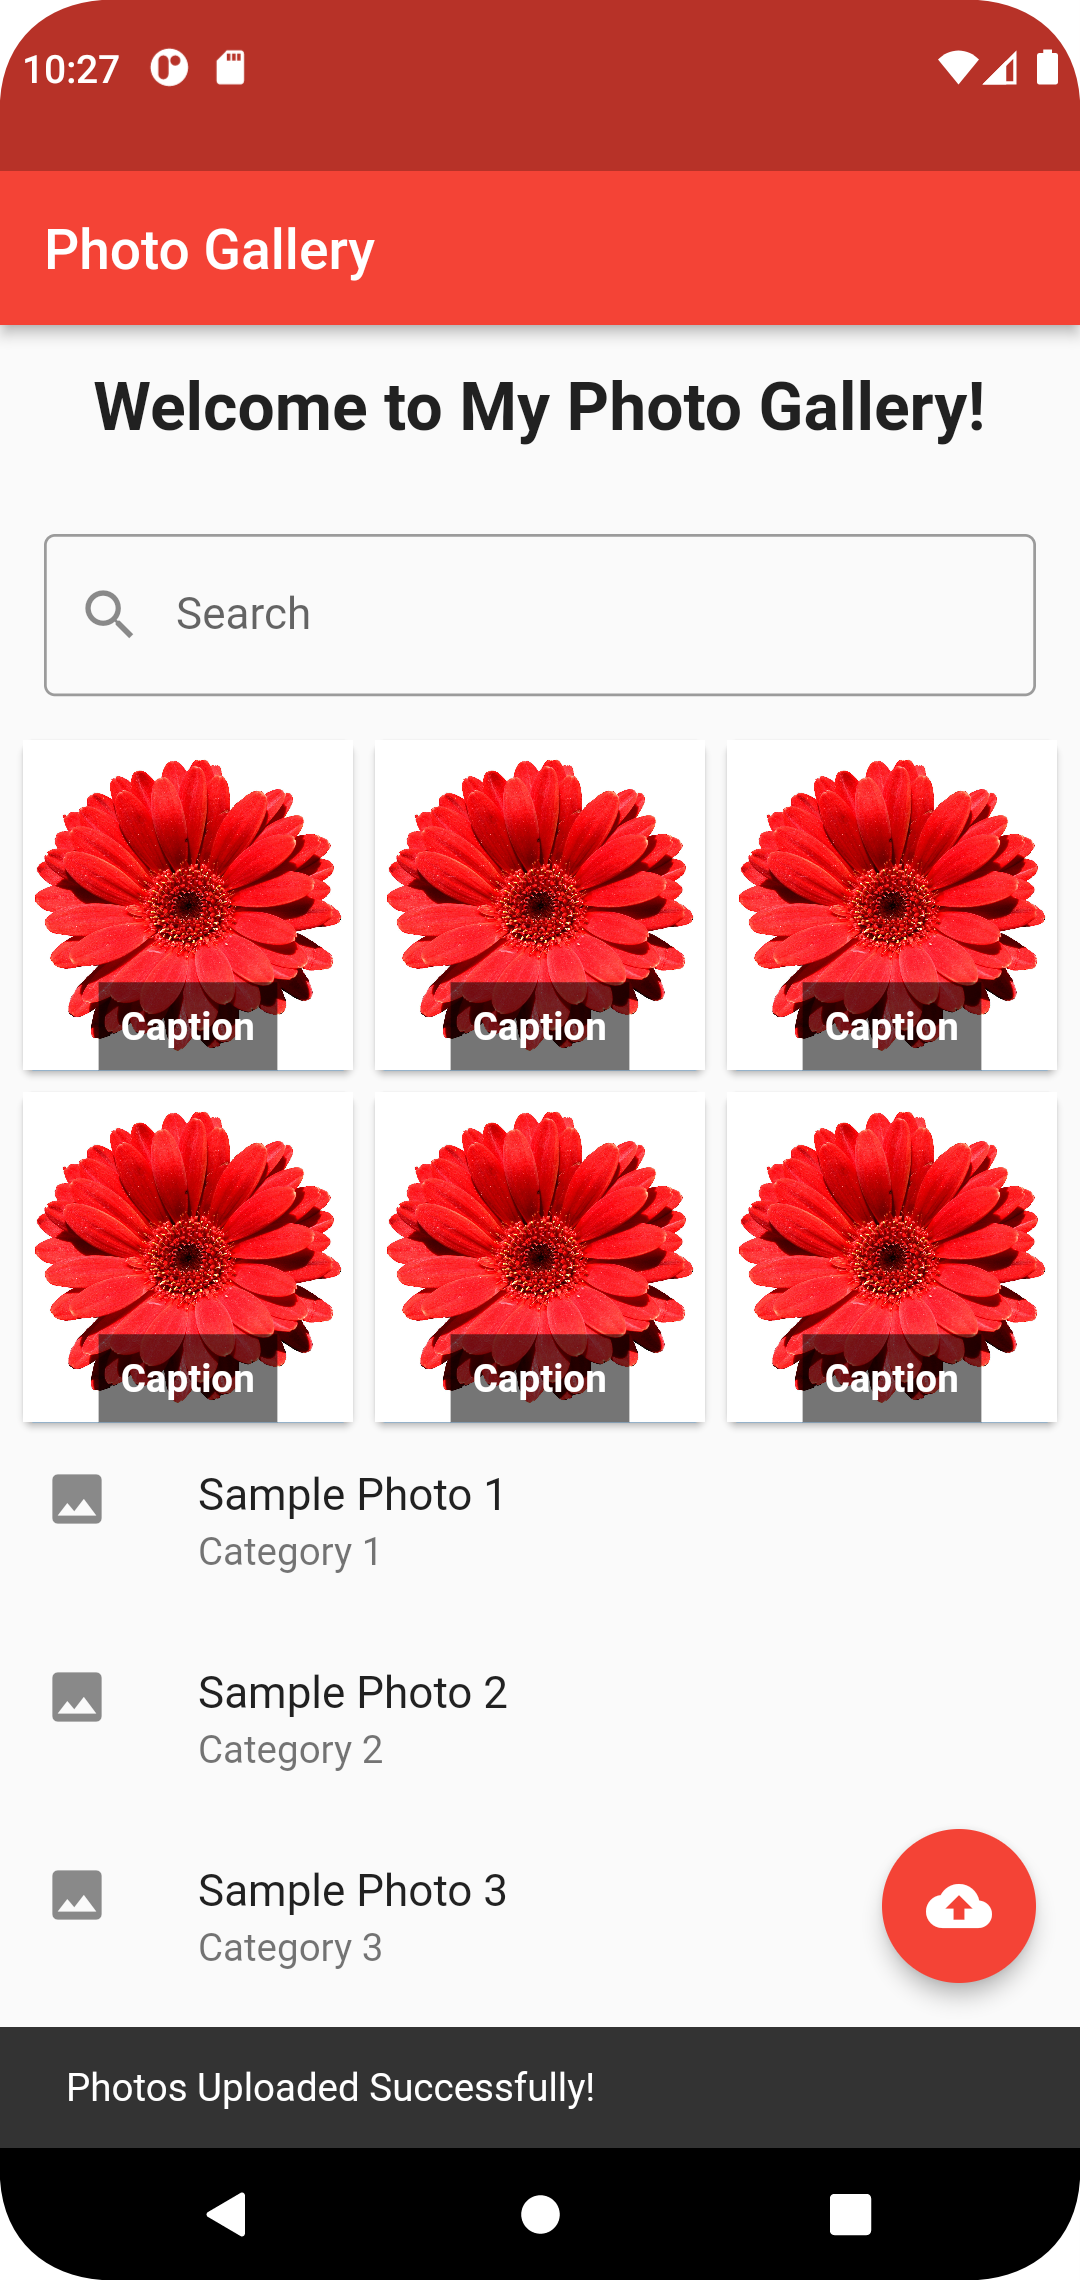 10:27
Photo Gallery
Welcome to My Photo Gallery!
Search
Caption Caption Caption
Caption Caption Caption
Sample Photo 1
Category 1
Sample Photo 2
Category 2
Sample Photo 3
Category 3
Photos Uploaded Successfully!